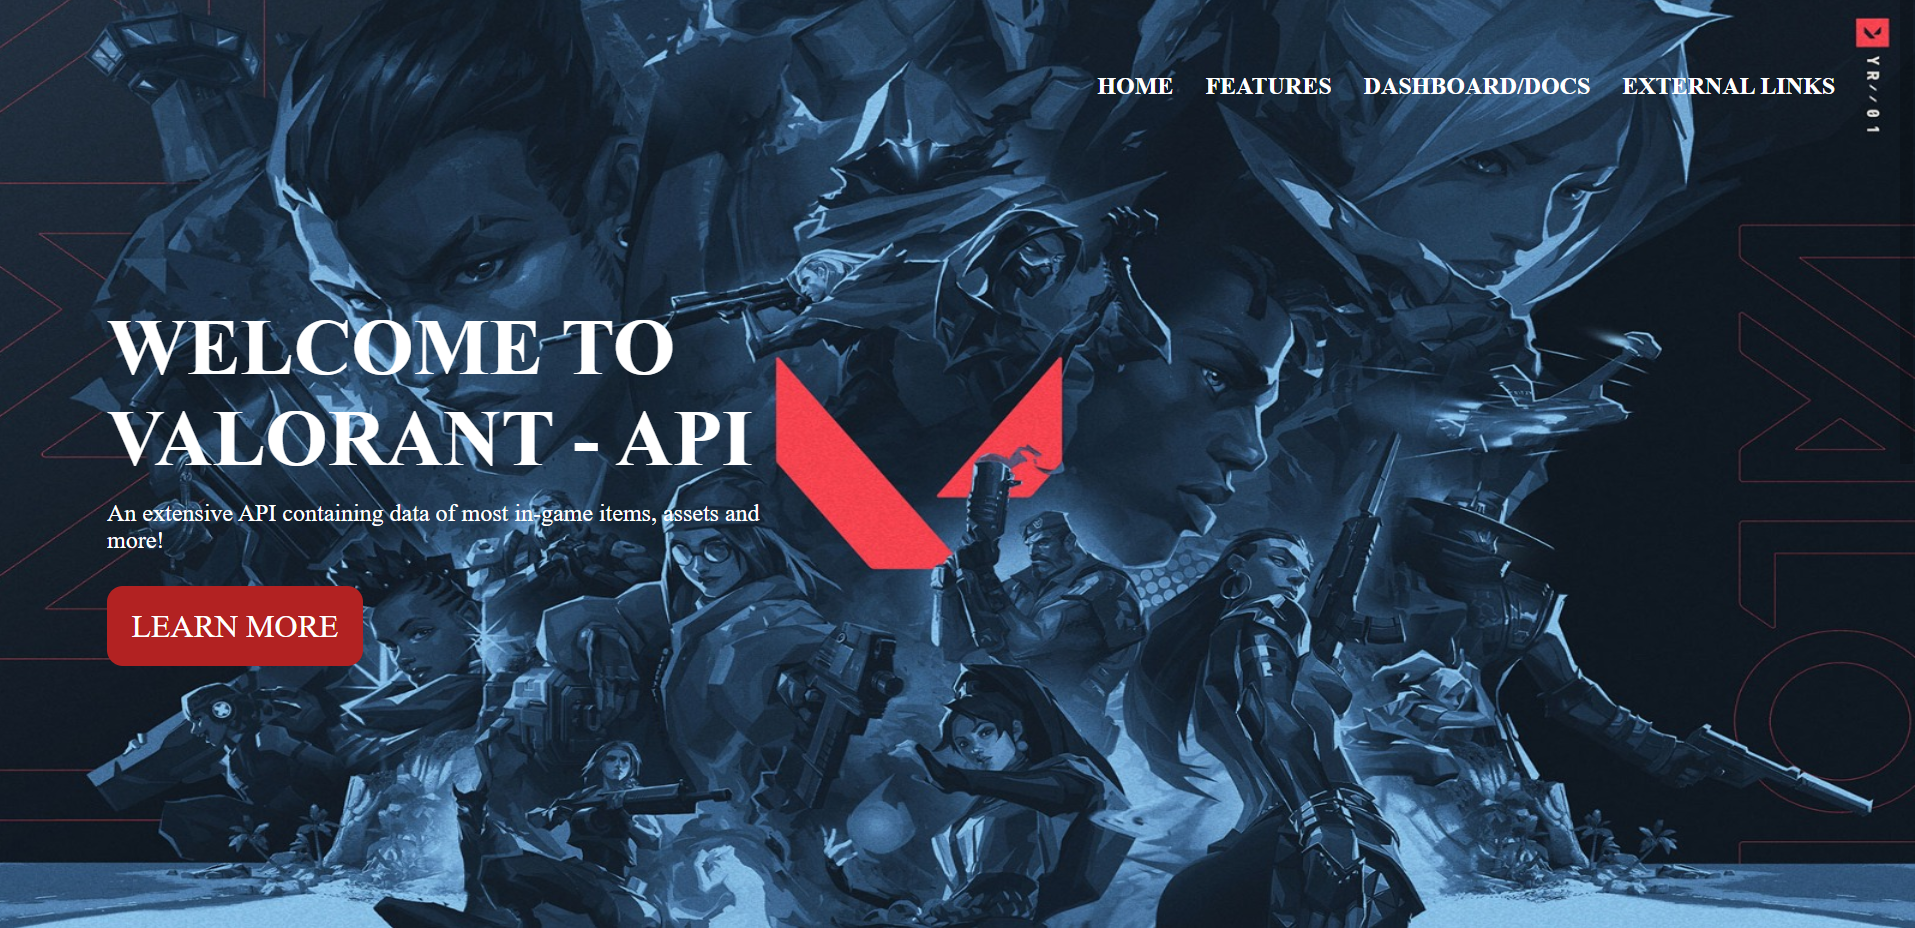 HOME FEATURES DASHBOARD/DOCS EXTERNAL LINKS
YR//01
WELCOME TO
VALORANT - API
An extensive API containing data of most in-game items, assets and
more!
LEARN MORE